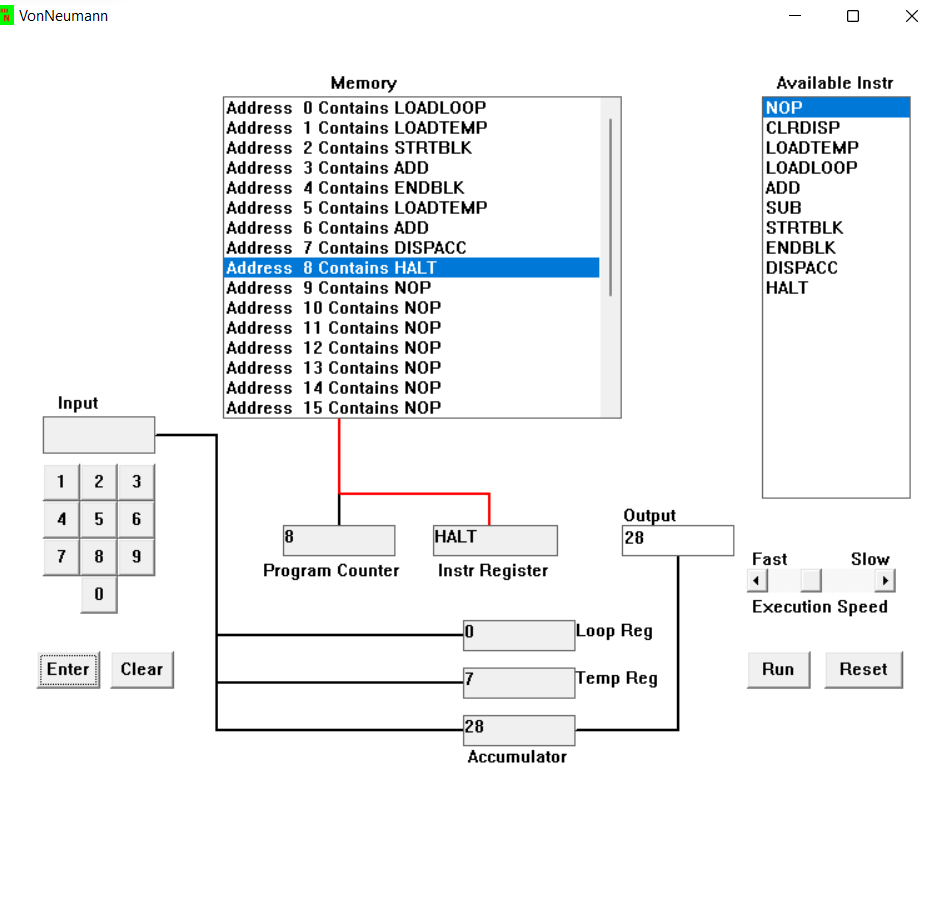 VonNeumann
Memory
Address 0 Contains LOADLOOP
Address 1 Contains LOADTEMP
Address 2 Contains STRTBLK
Address 3 Contains ADD
Address 4 Contains ENDBLK
Address 5 Contains LOADTEMP
Address 6 Contains ADD
Address 7 Contains DISPACC
Address 8 Contains HALT
Address 9 Contains NOP
Address 10 Contains NOP
Address 11 Contains NOP
Address 12 Contains NOP
Address 13 Contains NOP
Address 14 Contains NOP
Address 15 Contains NOP
Available Instr
NOP
CLRDISP
LOADTEMP
LOADLOOP
ADD
SUB
STRTBLK
ENDBLK
DISPACC
HALT
Input
1 2 3
4 5 6
7 8 9
0
Enter Clear
8
Program Counter
HALT
Instr Register
Output
28
Fast Slow
Execution Speed
Run Reset
0 Loop Reg
7 Temp Reg
28
Accumulator